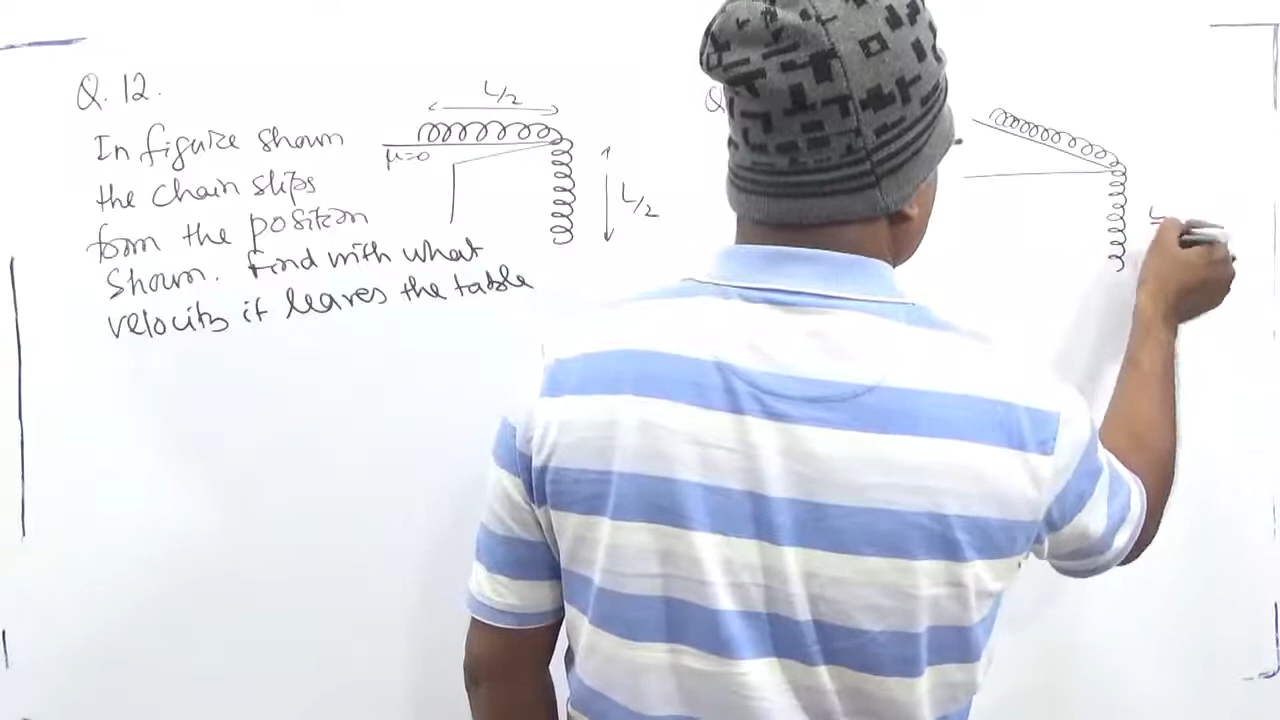 Q. 12.
In figure shown
the chain slips
form the position
shown. find with what
velocity it leaves the table
L/2
μ=0
L/2
Q
L